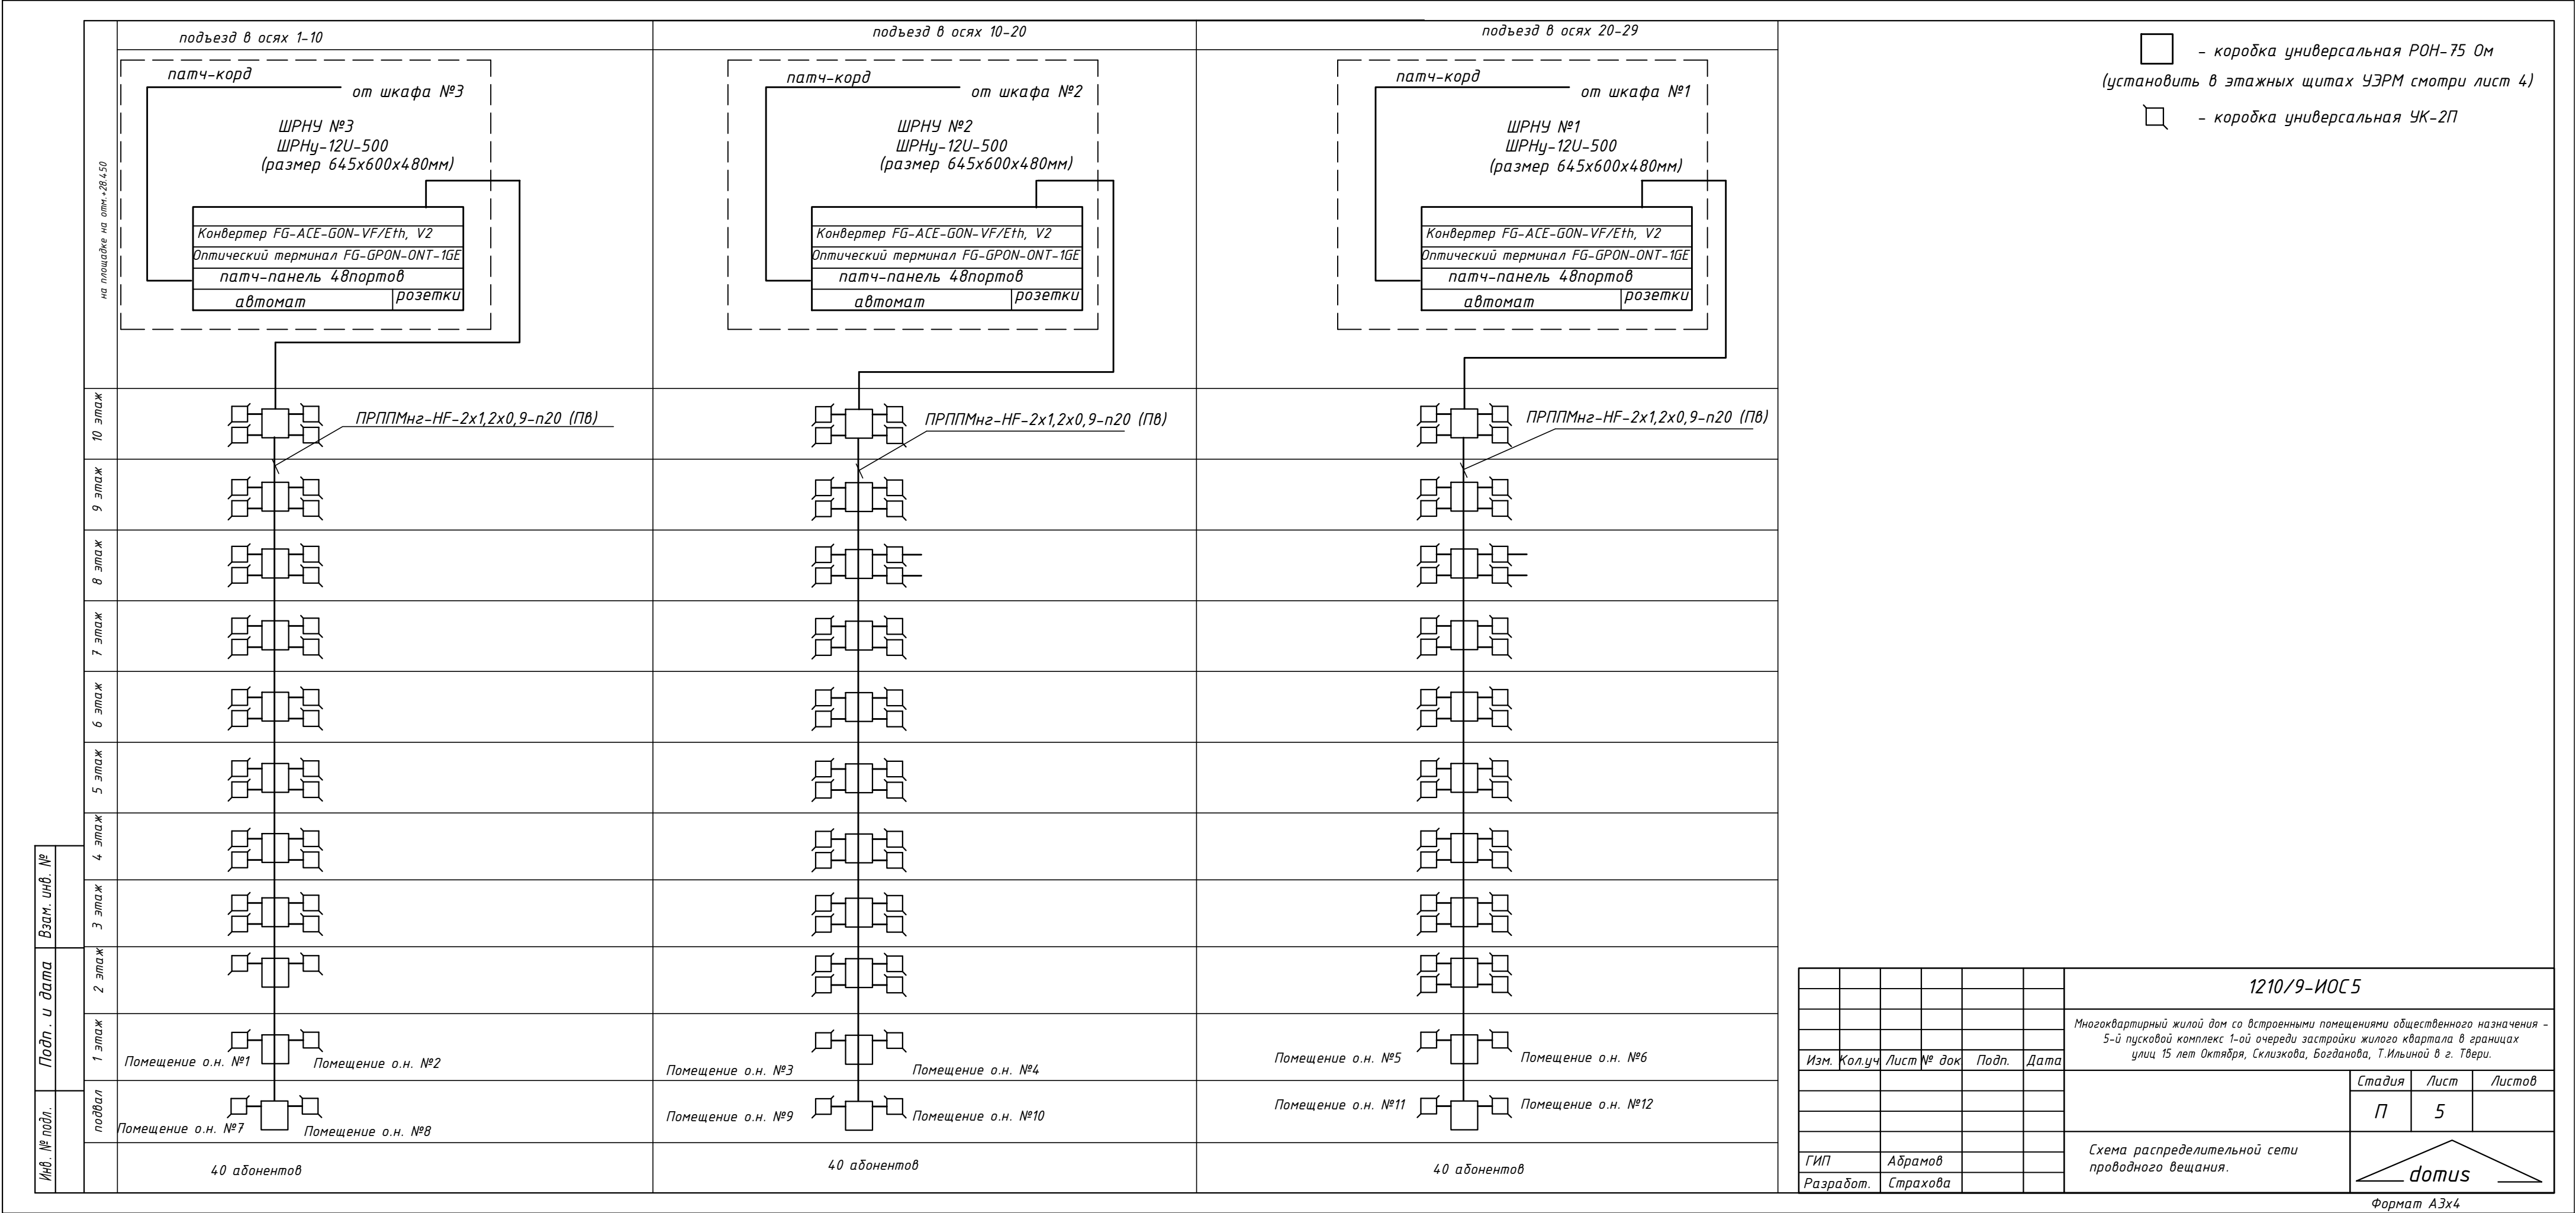 подъезд в осях 1-10
подъезд в осях 10-20
подъезд в осях 20-29
на площадке на отм.+28.450
патч-корд
от шкафа №3
ШРНУ №3
ШРНу-12U-500
(размер 645х600х480мм)
Конвертер FG-ACE-GON-VF/Eth, V2
Оптический терминал FG-GPON-ONT-1GE
патч-панель 48портов
автомат
розетки
патч-корд
от шкафа №2
ШРНУ №2
ШРНу-12U-500
(размер 645х600х480мм)
Конвертер FG-ACE-GON-VF/Eth, V2
Оптический терминал FG-GPON-ONT-1GE
патч-панель 48портов
автомат
розетки
патч-корд
от шкафа №1
ШРНУ №1
ШРНу-12U-500
(размер 645х600х480мм)
Конвертер FG-ACE-GON-VF/Eth, V2
Оптический терминал FG-GPON-ONT-1GE
патч-панель 48портов
автомат
розетки
- коробка универсальная РОН-75 Ом
(установить в этажных щитах УЭРМ смотри лист 4)
- коробка универсальная УК-2П
10 этаж
ПРППМнг-HF-2х1,2х0,9-п20 (Пв)
ПРППМнг-HF-2х1,2х0,9-п20 (Пв)
ПРППМнг-HF-2х1,2х0,9-п20 (Пв)
9 этаж
8 этаж
7 этаж
6 этаж
5 этаж
4 этаж
3 этаж
2 этаж
1 этаж
Помещение о.н. №1
Помещение о.н. №2
Помещение о.н. №3
Помещение о.н. №4
Помещение о.н. №5
Помещение о.н. №6
подвал
Помещение о.н. №7
Помещение о.н. №8
Помещение о.н. №9
Помещение о.н. №10
Помещение о.н. №11
Помещение о.н. №12
40 абонентов
40 абонентов
40 абонентов
Взам. инв. №
Подп. и дата
Инв. № подл.
1210/9-ИОС5
Многоквартирный жилой дом со встроенными помещениями общественного назначения -
5-й пусковой комплекс 1-ой очереди застройки жилого квартала в границах
улиц 15 лет Октября, Склизкова, Богданова, Т.Ильиной в г. Твери.
Изм.
Кол.уч
Лист
№ док
Подп.
Дата
Стадия
Лист
Листов
П
5
Схема распределительной сети
проводного вещания.
ГИП
Абрамов
Разработ.
Страхова
domus
Формат А3х4